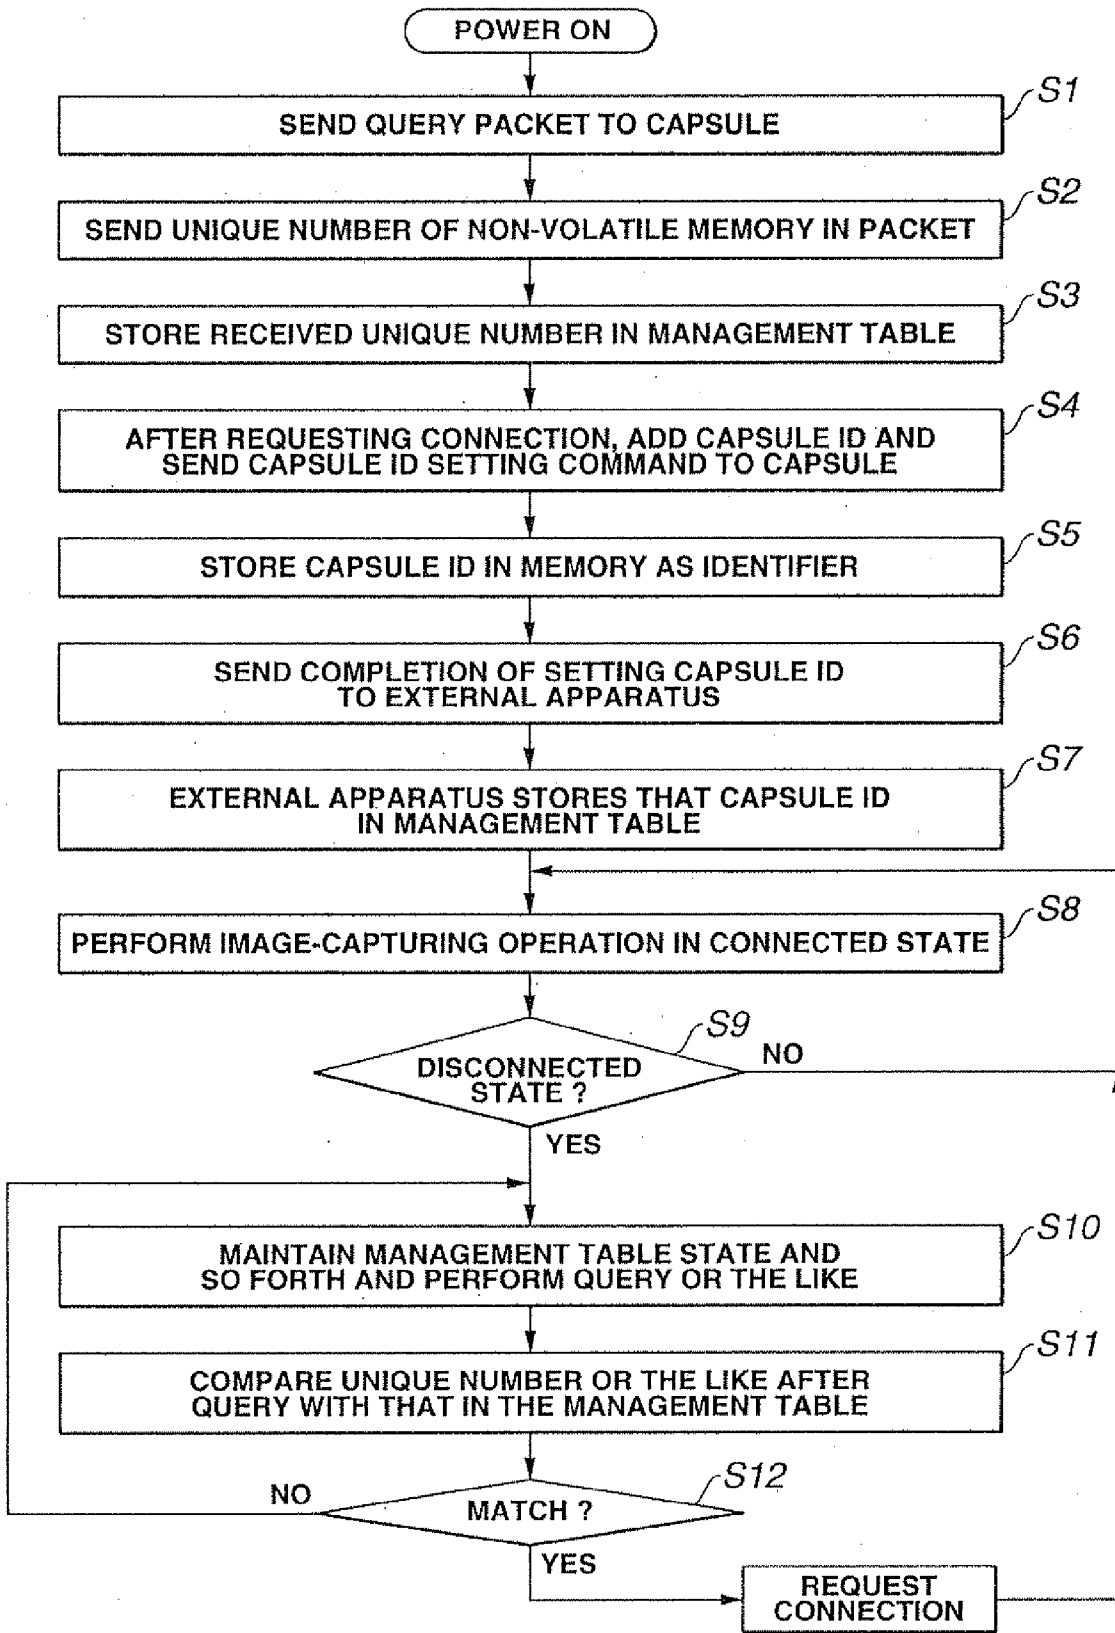 POWER ON
S1
SEND QUERY PACKET TO CAPSULE
S2
SEND UNIQUE NUMBER OF NON-VOLATILE MEMORY IN PACKET
S3
STORE RECEIVED UNIQUE NUMBER IN MANAGEMENT TABLE
S4
AFTER REQUESTING CONNECTION, ADD CAPSULE ID AND
SEND CAPSULE ID SETTING COMMAND TO CAPSULE
S5
STORE CAPSULE ID IN MEMORY AS IDENTIFIER
S6
SEND COMPLETION OF SETTING CAPSULE ID
TO EXTERNAL APPARATUS
S7
EXTERNAL APPARATUS STORES THAT CAPSULE ID
IN MANAGEMENT TABLE
S8
PERFORM IMAGE-CAPTURING OPERATION IN CONNECTED STATE
S9
NO
DISCONNECTED
STATE ?
YES
S10
MAINTAIN MANAGEMENT TABLE STATE AND
SO FORTH AND PERFORM QUERY OR THE LIKE
S11
COMPARE UNIQUE NUMBER OR THE LIKE AFTER
QUERY WITH THAT IN THE MANAGEMENT TABLE
S12
NO
MATCH ?
YES
REQUEST
CONNECTION